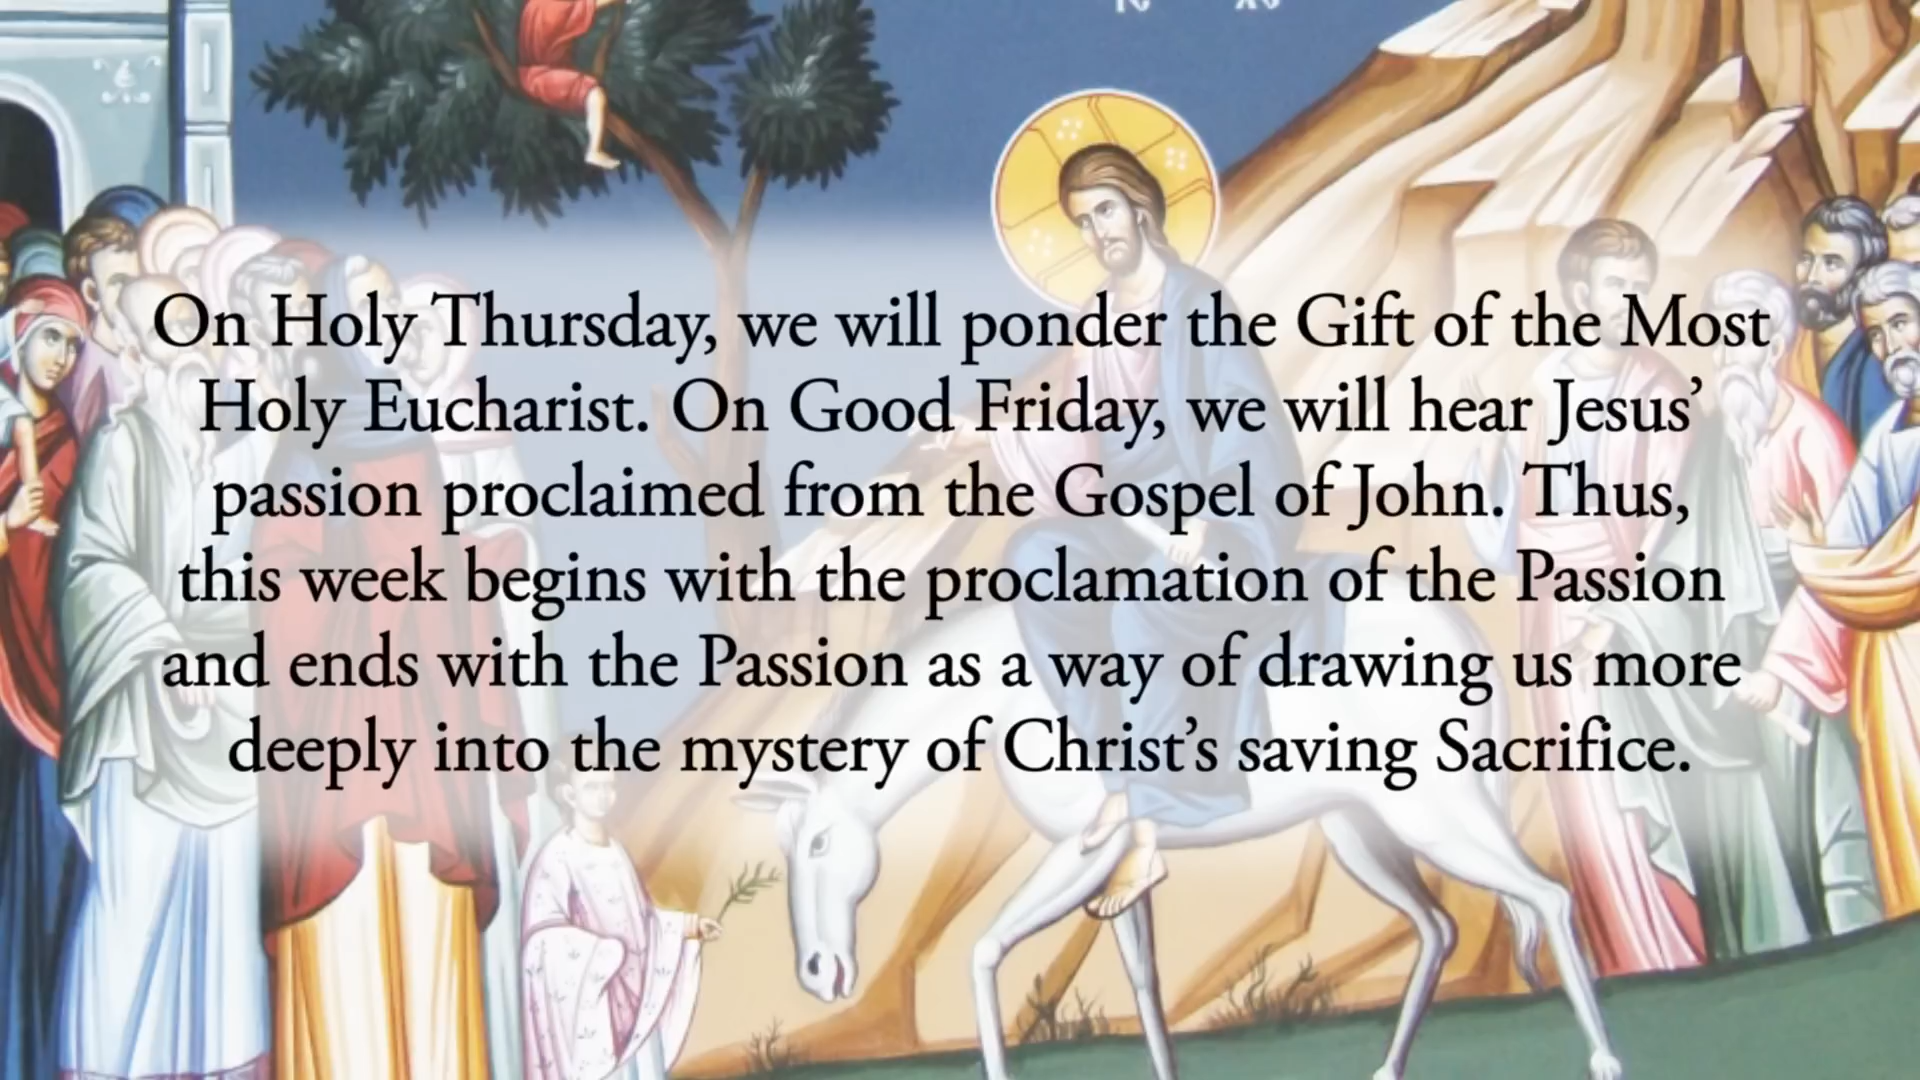 On Holy Thursday, we will ponder the Gift of the Most
Holy Eucharist. On Good Friday, we will hear Jesus’
passion proclaimed from the Gospel of John. Thus,
this week begins with the proclamation of the Passion
and ends with the Passion as a way of drawing us more
deeply into the mystery of Christ’s saving Sacrifice.